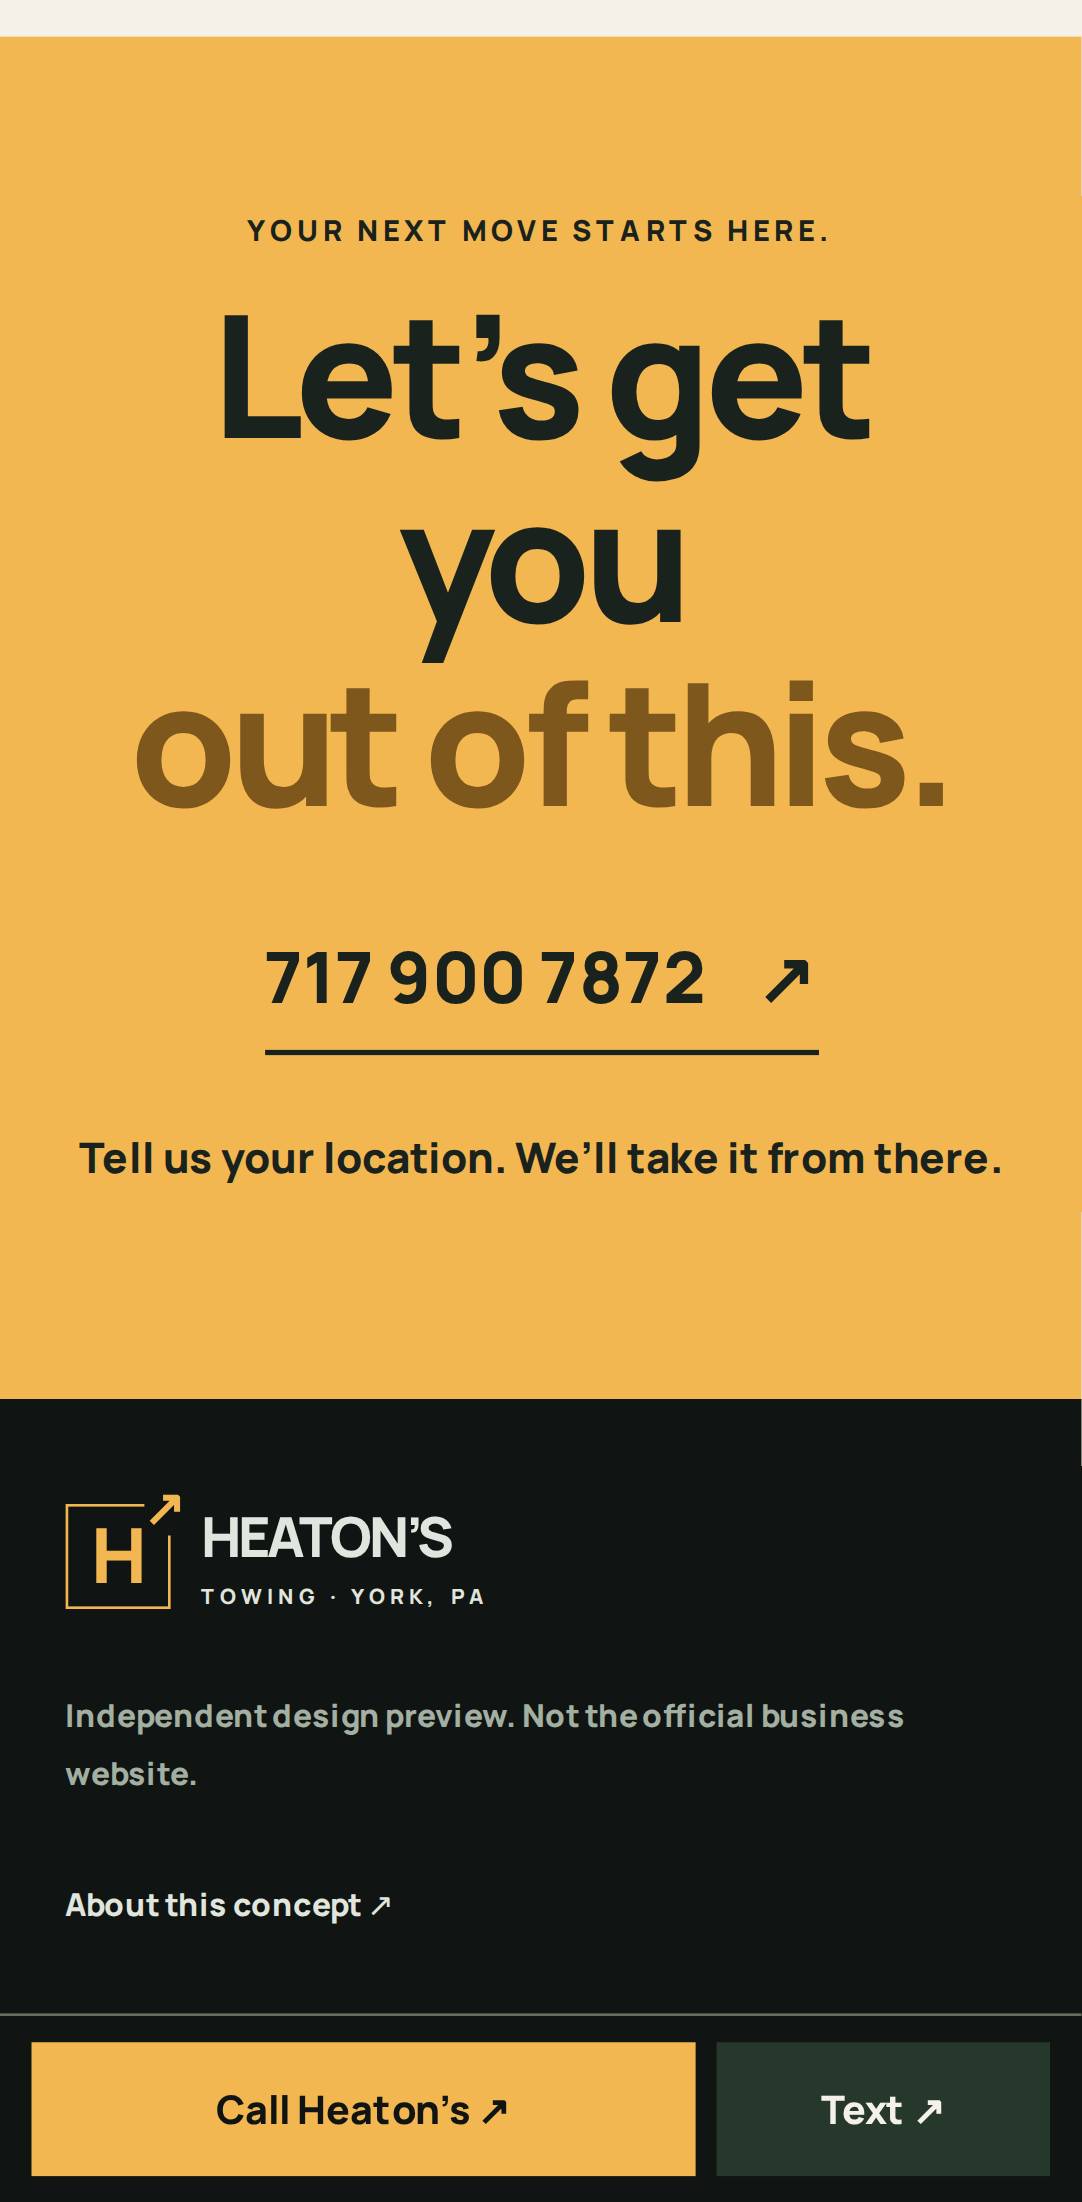 YOUR NEXT MOVE STARTS HERE.
Let’s get
you
out of this.
717 900 7872 ↗
Tell us your location. We’ll take it from there.
H↗ HEATON’S
TOWING · YORK, PA
Independent design preview. Not the official business
website.
About this concept ↗
Call Heaton’s ↗ Text ↗